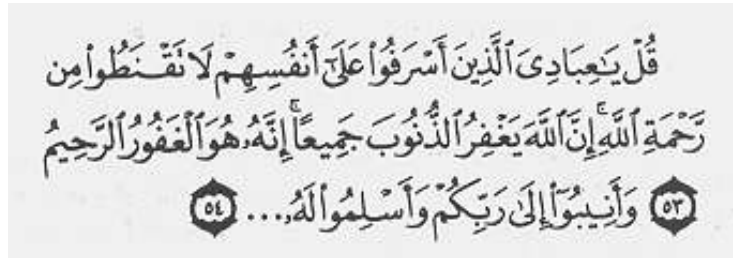 قُلْ يَـٰعِبَادِىَ ٱلَّذِينَ أَسْرَفُوا۟ عَلَىٰٓ أَنفُسِهِمْ لَا تَقْنَطُوا۟ مِن
رَّحْمَةِ ٱللَّهِ ۚ إِنَّ ٱللَّهَ يَغْفِرُ ٱلذُّنُوبَ جَمِيعًا ۚ إِنَّهُۥ هُوَ ٱلْغَفُورُ ٱلرَّحِيمُ
٥٣ وَأَنِيبُوٓا۟ إِلَىٰ رَبِّكُمْ وَأَسْلِمُوا۟ لَهُۥ... ٥٤